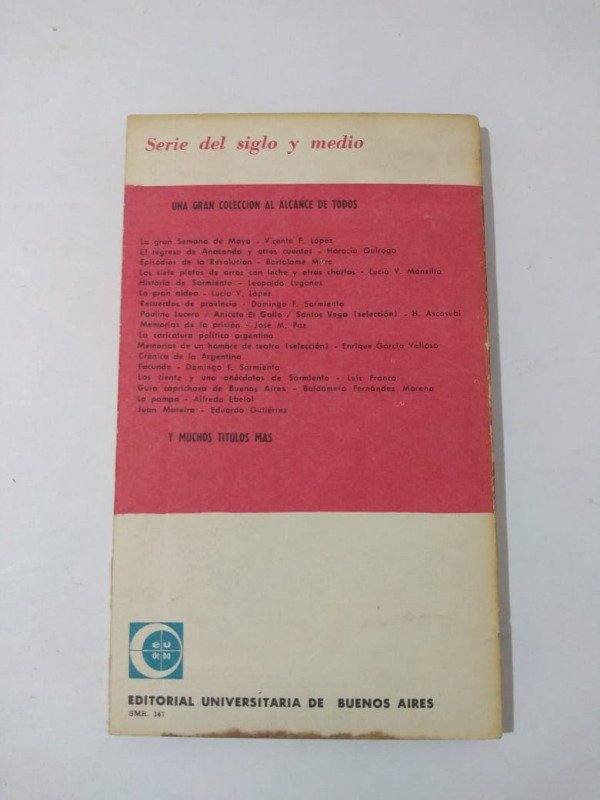 Serie del siglo y medio
UNA GRAN COLECCION AL ALCANCE DE TODOS
La gran Semana de Mayo - Vicente F. López
El regreso de Anaconda y otros cuentos - Horacio Quiroga
Episodios de la Revolución - Bartolomé Mitre
Los siete platos de arroz con leche y otras charlas - Lucio V. Mansilla
Historia de Sarmiento - Leopoldo Lugones
La gran aldea - Lucio V. López
Recuerdos de provincia - Domingo F. Sarmiento
Paulino Lucero / Aniceto El Gallo / Santos Vega (selección) - H. Ascasubi
Memorias de la prisión - José M. Paz
La caricatura política argentina
Memorias de un hombre de teatro (selección) - Enrique García Velloso
Crónica de la Argentina
Facundo - Domingo F. Sarmiento
Los ciento y una anécdotas de Sarmiento - Luis Franco
Guía caprichosa de Buenos Aires - Baldomero Fernández Moreno
La pampa - Alfredo Ebelot
Juan Moreira - Eduardo Gutiérrez
Y MUCHOS TITULOS MAS
eu
de ba
EDITORIAL UNIVERSITARIA DE BUENOS AIRES
SMR. 147